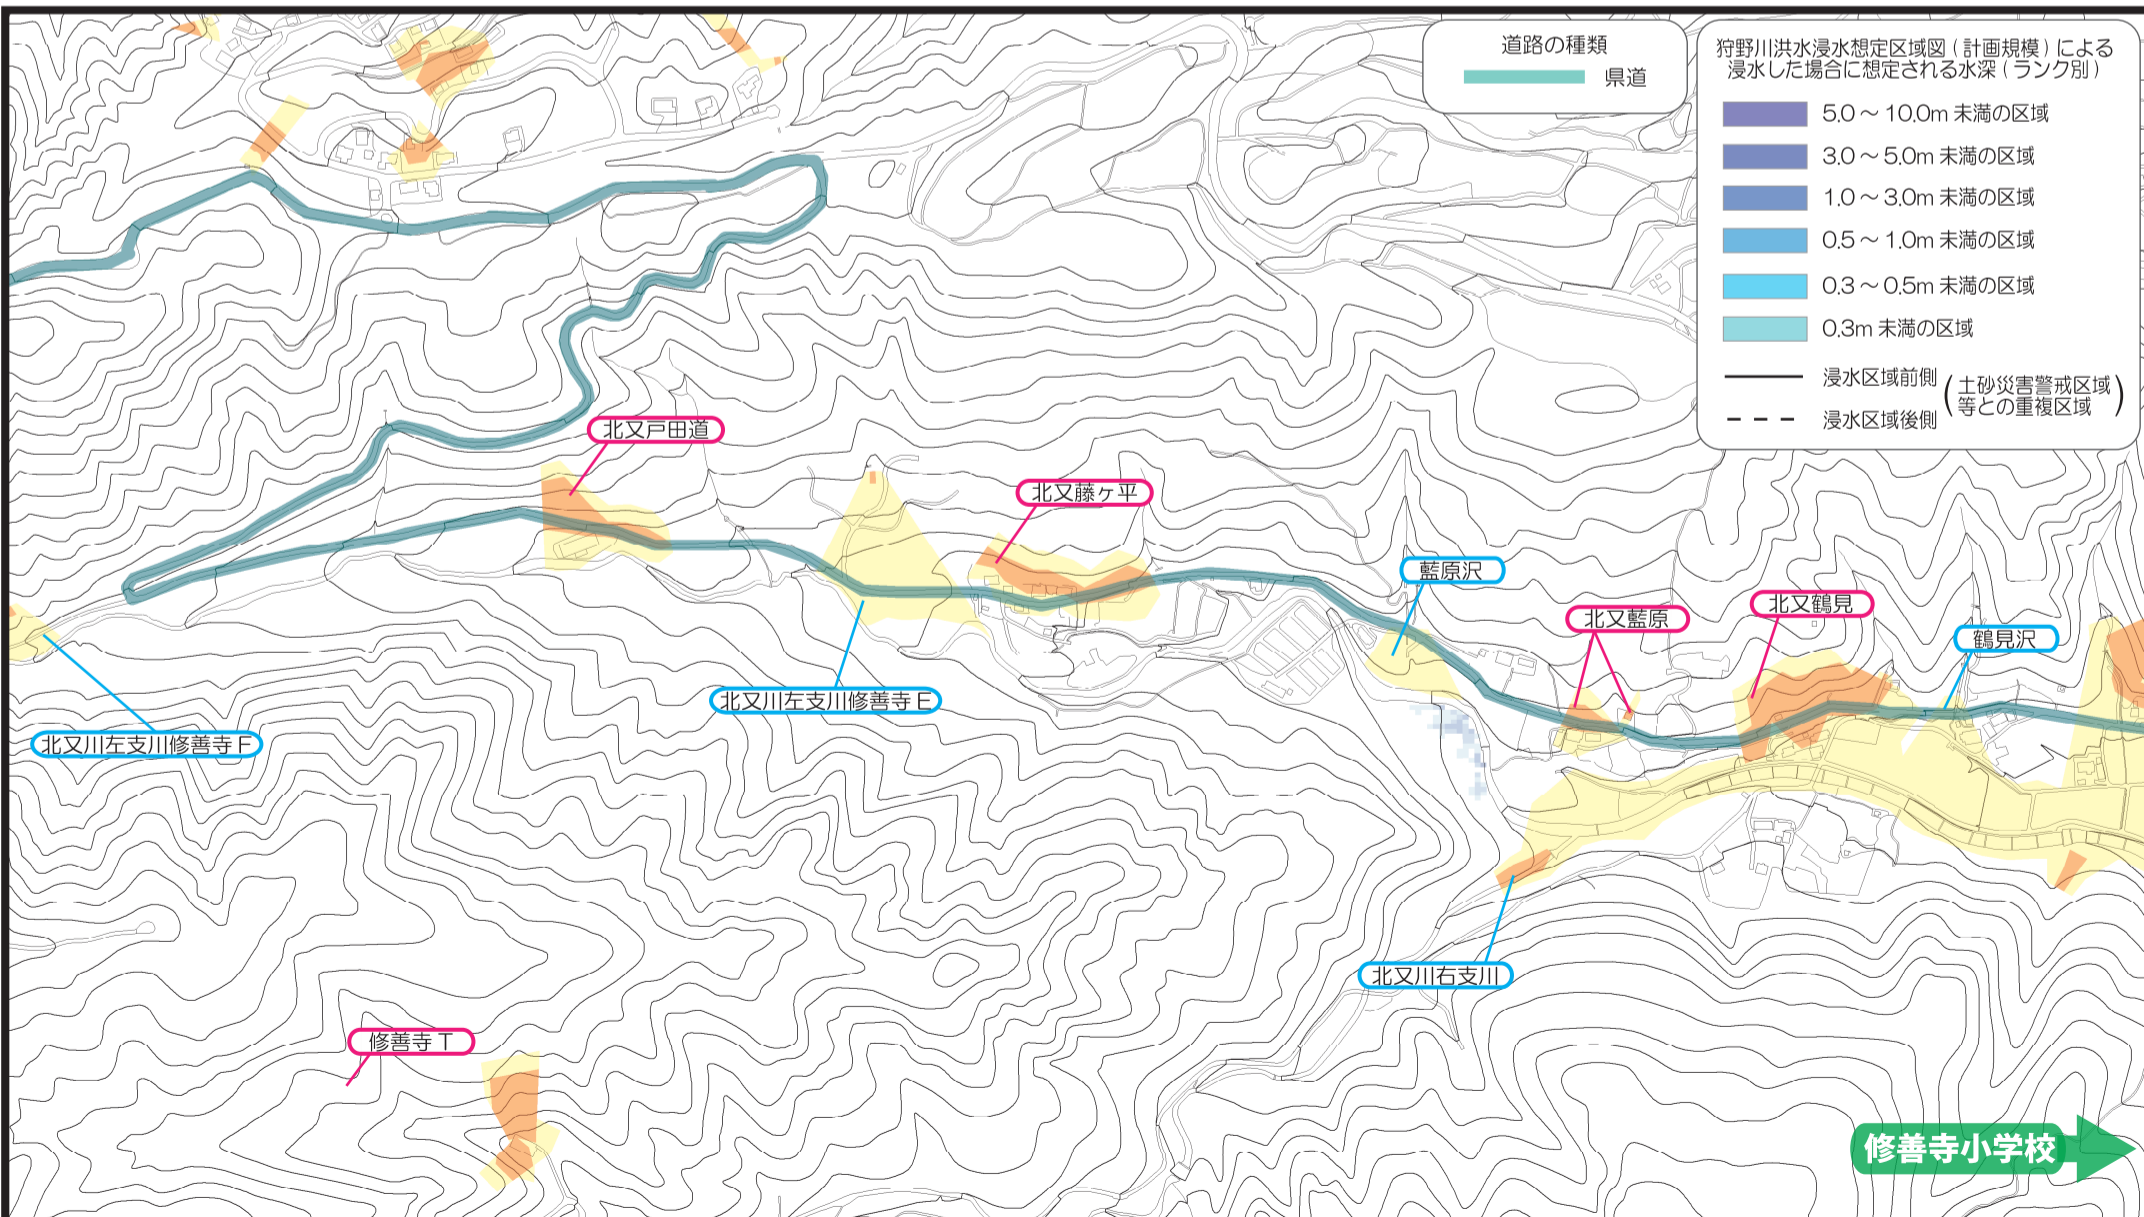 道路の種類
県道
狩野川洪水浸水想定区域図(計画規模)による
浸水した場合に想定される水深(ランク別)
5.0～10.0m 未満の区域
3.0～5.0m 未満の区域
1.0～3.0m 未満の区域
0.5～1.0m 未満の区域
0.3～0.5m 未満の区域
0.3m 未満の区域
浸水区域前側
浸水区域後側
(土砂災害警戒区域
等との重複区域)
北又戸田道
北又藤ヶ平
藍原沢
北又藍原
北又鶴見
鶴見沢
北又川左支川修善寺E
北又川左支川修善寺F
北又川右支川
修善寺T
修善寺小学校